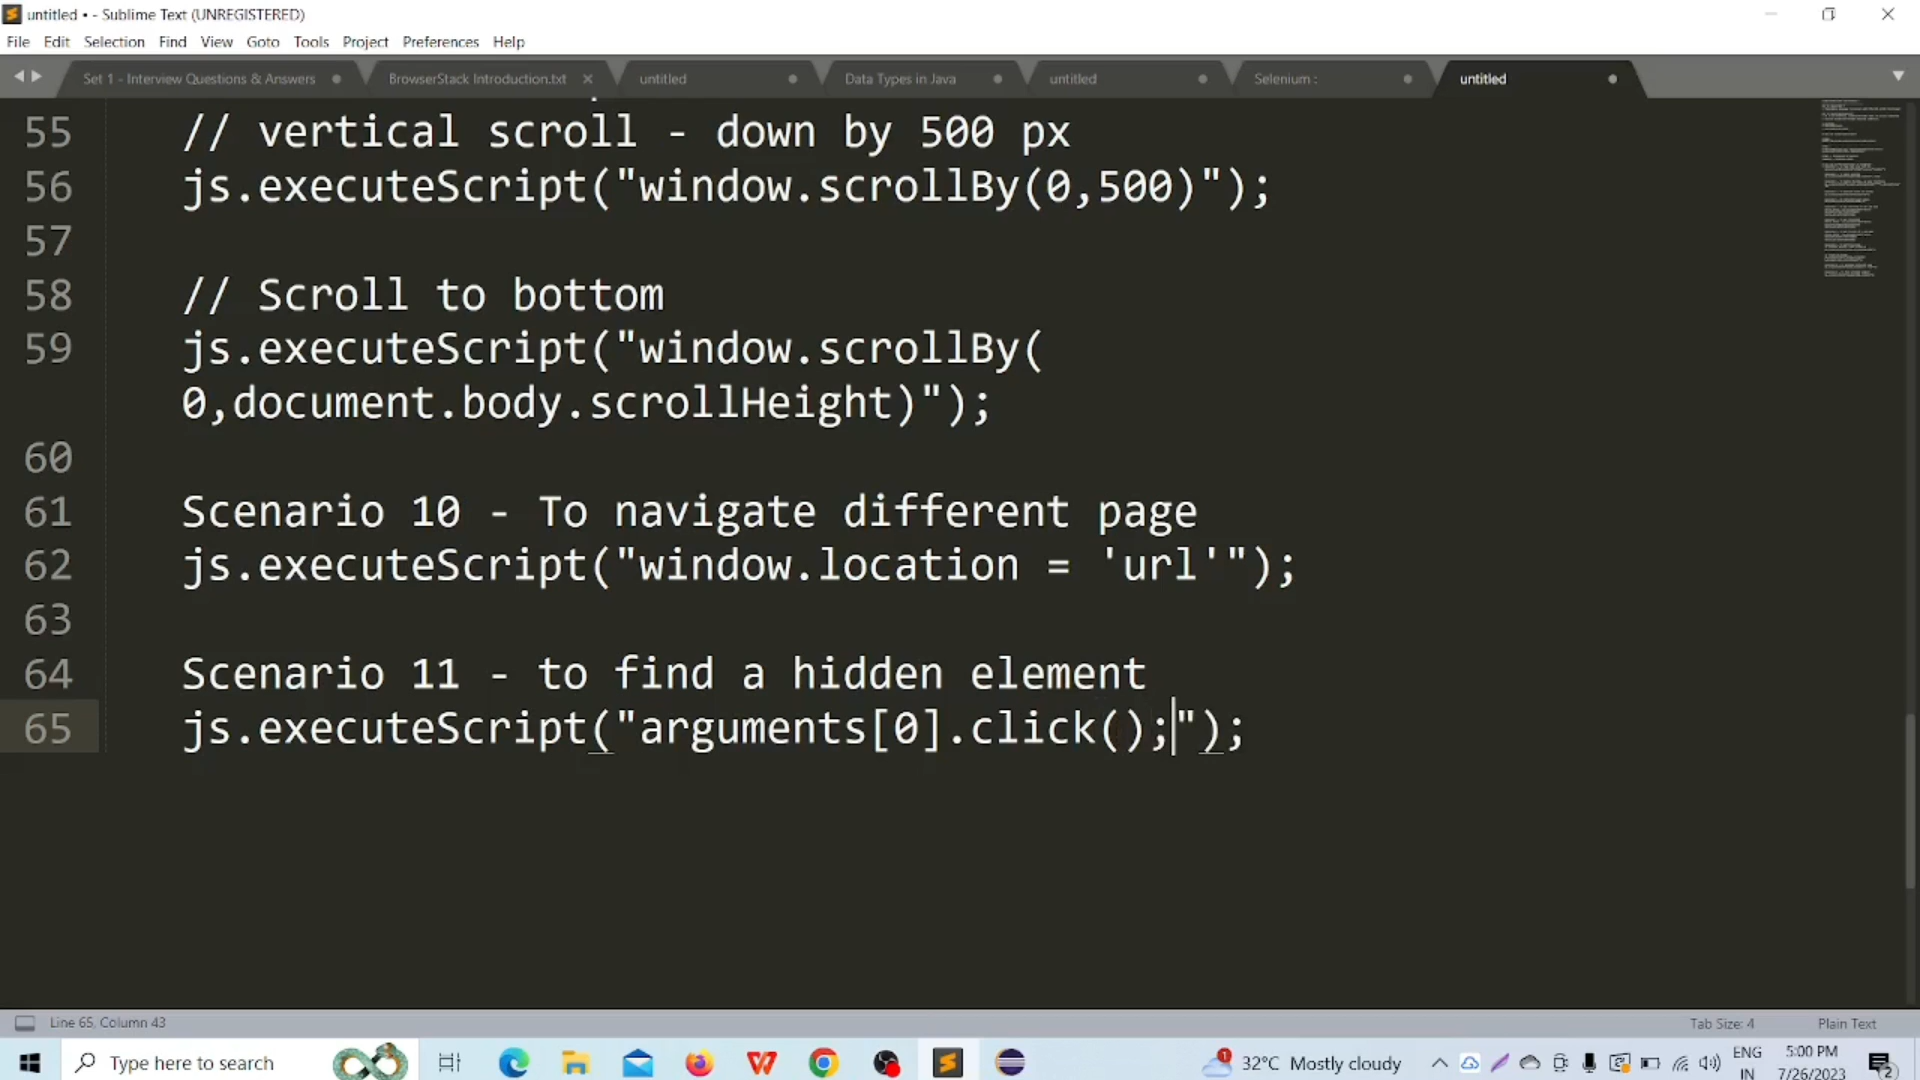 untitled • - Sublime Text (UNREGISTERED)
File Edit Selection Find View Goto Tools Project Preferences Help
Set 1 - Interview Questions & Answers BrowserStack Introduction.txt untitled Data Types in Java untitled Selenium : untitled
55 // vertical scroll - down by 500 px
56 js.executeScript("window.scrollBy(0,500)");
57
58 // Scroll to bottom
59 js.executeScript("window.scrollBy(
0,document.body.scrollHeight)");
60
61 Scenario 10 - To navigate different page
62 js.executeScript("window.location = 'url'");
63
64 Scenario 11 - to find a hidden element
65 js.executeScript("arguments[0].click();");
Line 65, Column 43 Tab Size: 4 Plain Text
Type here to search 1 32°C Mostly cloudy ENG 5:00 PM
IN 7/26/2023 2